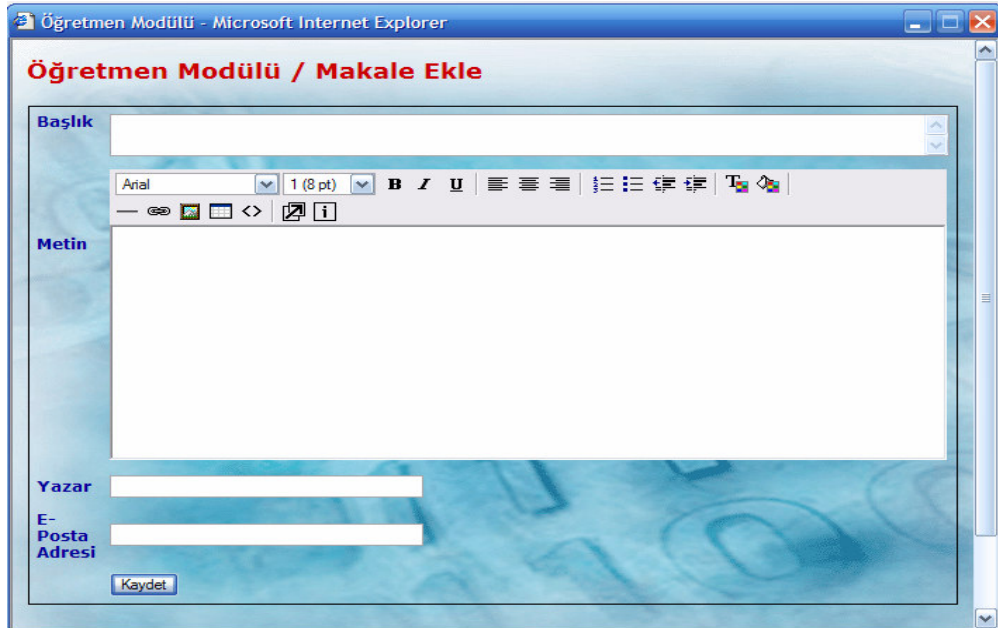 Öğretmen Modülü - Microsoft Internet Explorer
Öğretmen Modülü / Makale Ekle
Başlık
Arial 1 (8 pt) B I U
Metin
Yazar
E-
Posta
Adresi
Kaydet